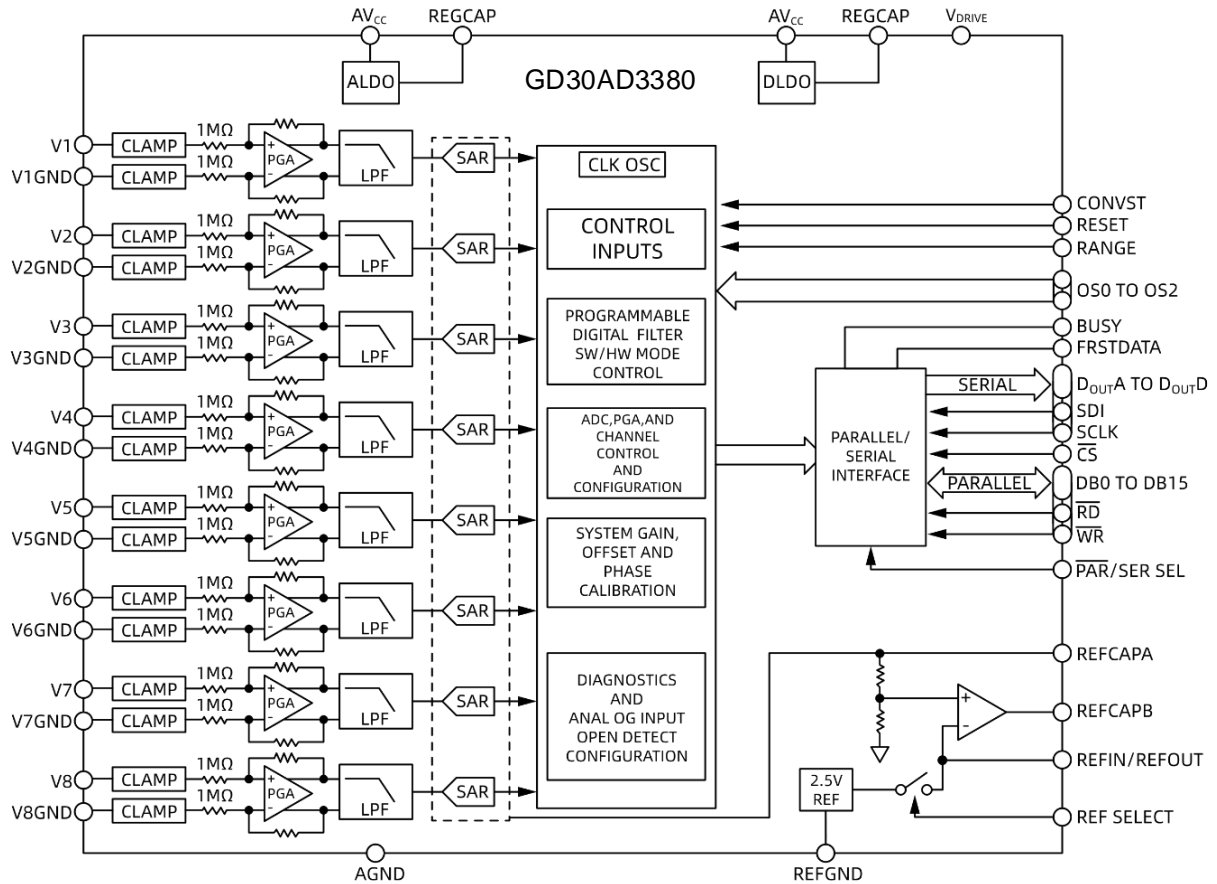 AVCC REGCAP AVCC REGCAP VDRIVE
ALDO DLDO
GD30AD3380
V1 CLAMP 1MΩ + PGA - LPF SAR
V1GND CLAMP 1MΩ
V2 CLAMP 1MΩ + PGA - LPF SAR
V2GND CLAMP 1MΩ
V3 CLAMP 1MΩ + PGA - LPF SAR
V3GND CLAMP 1MΩ
V4 CLAMP 1MΩ + PGA - LPF SAR
V4GND CLAMP 1MΩ
V5 CLAMP 1MΩ + PGA - LPF SAR
V5GND CLAMP 1MΩ
V6 CLAMP 1MΩ + PGA - LPF SAR
V6GND CLAMP 1MΩ
V7 CLAMP 1MΩ + PGA - LPF SAR
V7GND CLAMP 1MΩ
V8 CLAMP 1MΩ + PGA - LPF SAR
V8GND CLAMP 1MΩ
CLK OSC
CONTROL
INPUTS
PROGRAMMABLE
DIGITAL FILTER
SW/HW MODE
CONTROL
ADC,PGA,AND
CHANNEL
CONTROL
AND
CONFIGURATION
SYSTEM GAIN,
OFFSET AND
PHASE
CALIBRATION
DIAGNOSTICS
AND
ANAL OG INPUT
OPEN DETECT
CONFIGURATION
PARALLEL/
SERIAL
INTERFACE
SERIAL
PARALLEL
CONVST
RESET
RANGE
OS0 TO OS2
BUSY
FRSTDATA
DOUTA TO DOUTD
SDI
SCLK
C̅S̅
DB0 TO DB15
R̅D̅
W̅R̅
P̅A̅R̅/SER SEL
REFCAPA
+
-
REFCAPB
REFIN/REFOUT
2.5V
REF
REF SELECT
AGND REFGND